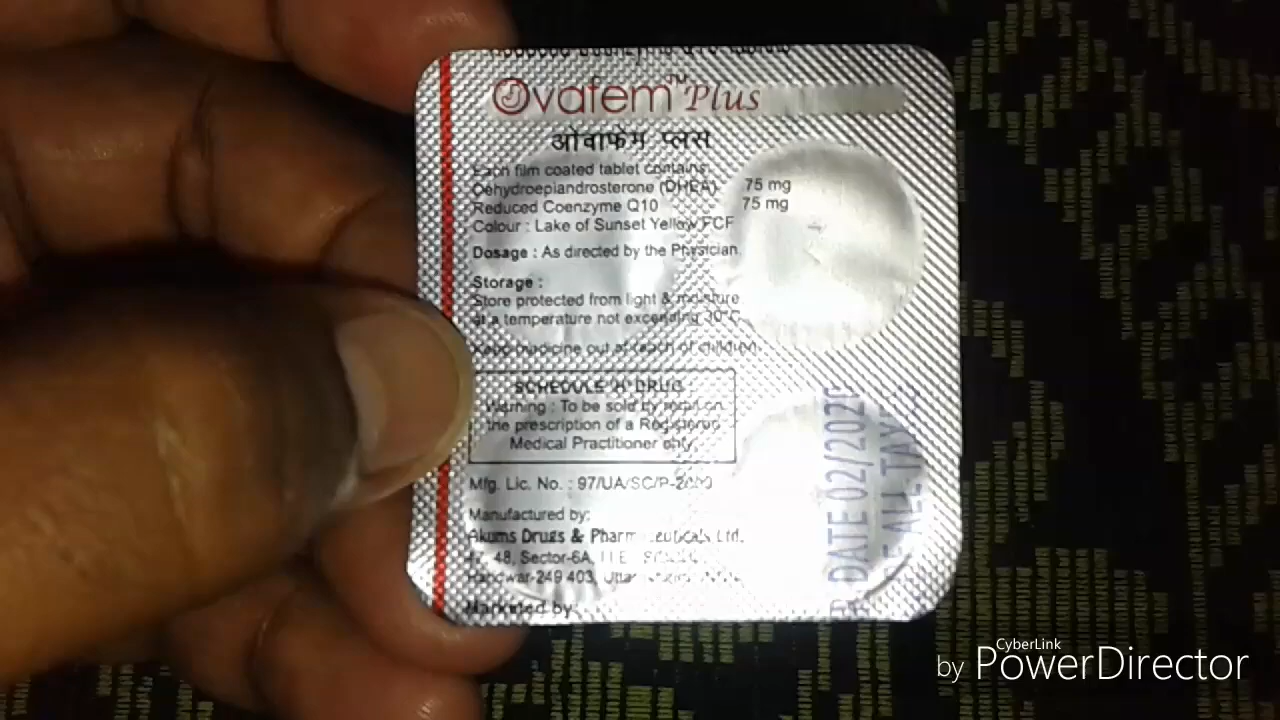 Ovafem™ Plus
ओवाफेम प्लस
Each film coated tablet contains:
Dehydroepiandrosterone (DHEA) 75 mg
Reduced Coenzyme Q10 75 mg
Colour : Lake of Sunset Yellow FCF
Dosage : As directed by the Physician.
Storage :
Store protected from light & moisture
at a temperature not exceeding 30°C.
Keep medicine out of reach of children.
SCHEDULE 'H' DRUG :
Warning : To be sold by retail on
the prescription of a Registered
Medical Practitioner only.
Mfg. Lic. No. : 97/UA/SC/P-
Manufactured by:
Akums Drugs & Pharmaceuticals Ltd.
48, Sector-6A,
Haridwar-249 403,
Marketed by:
DATE 02/2020
ALL TAXES
CyberLink
by PowerDirector